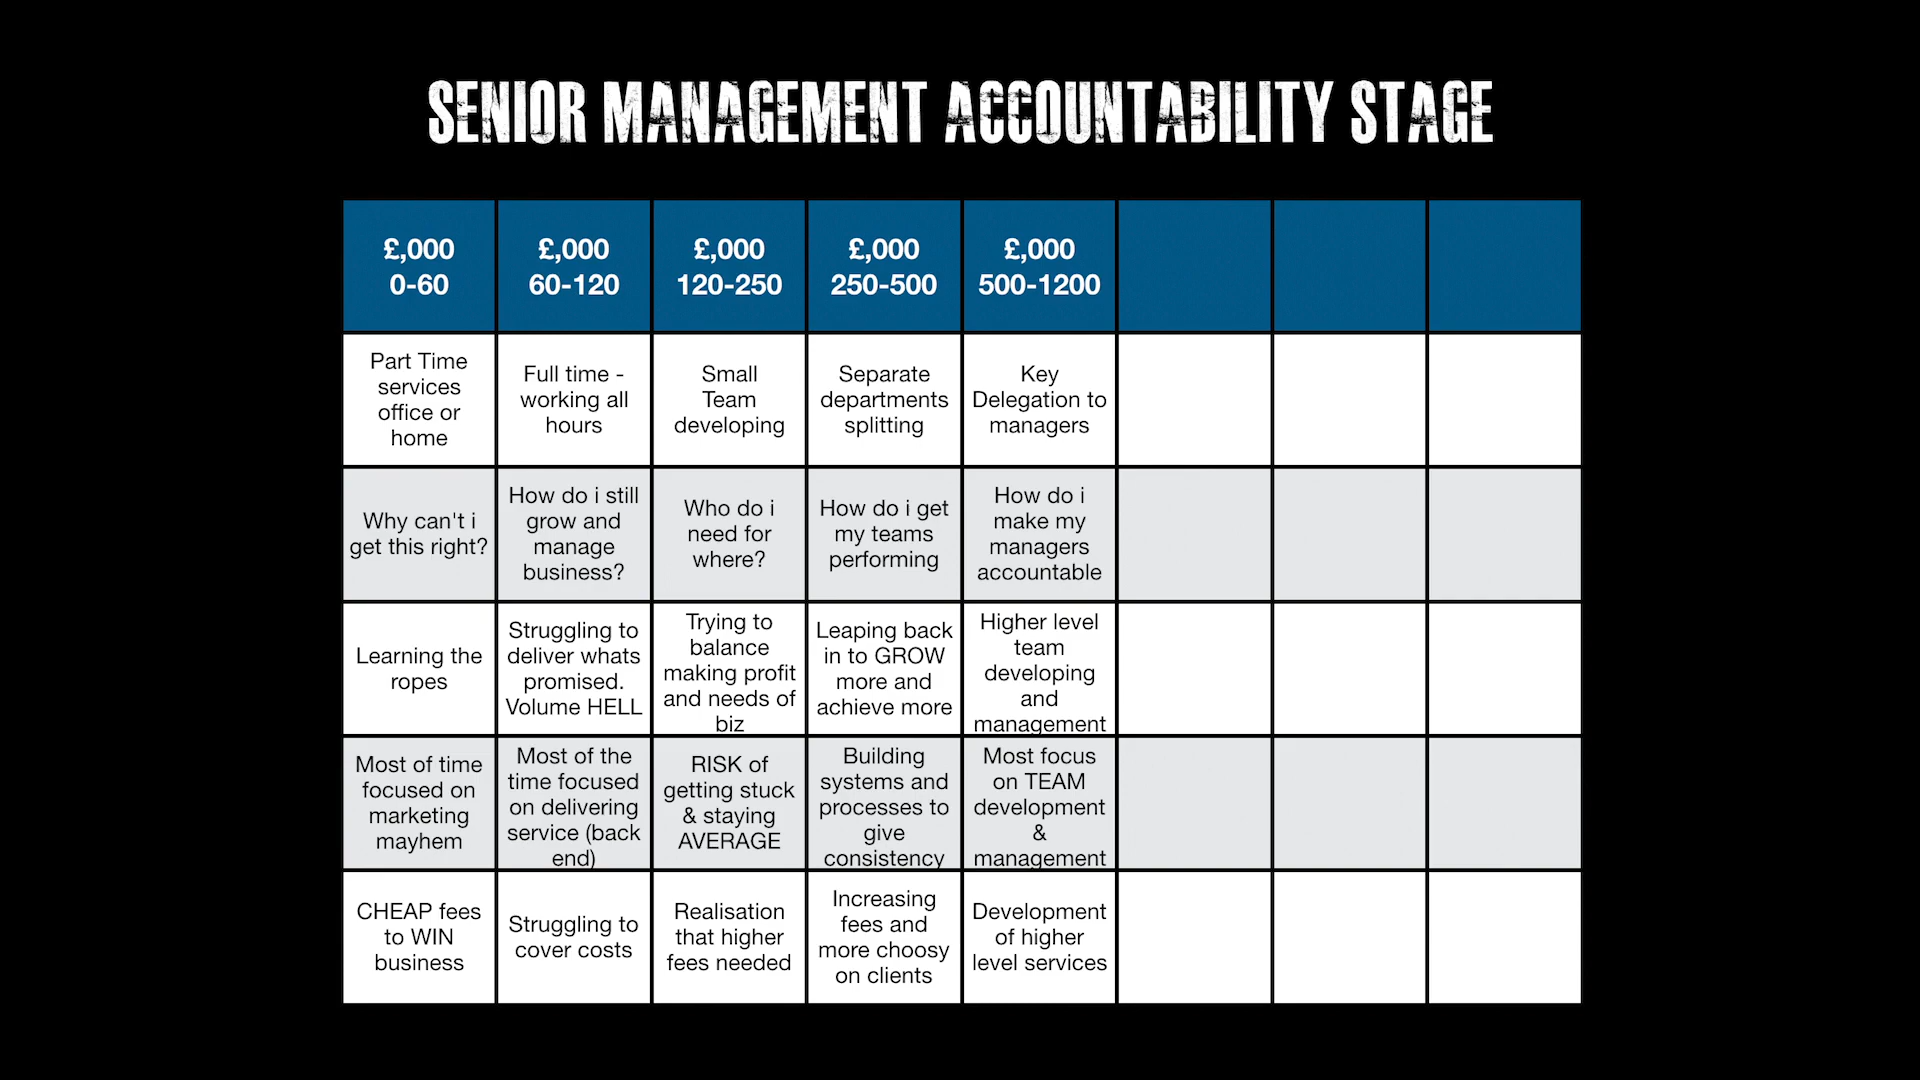 SENIOR MANAGEMENT ACCOUNTABILITY STAGE
£,000
0-60
£,000
60-120
£,000
120-250
£,000
250-500
£,000
500-1200
Part Time
services
office or
home
Full time -
working all
hours
Small
Team
developing
Separate
departments
splitting
Key
Delegation to
managers
Why can't i
get this right?
How do i still
grow and
manage
business?
Who do i
need for
where?
How do i get
my teams
performing
How do i
make my
managers
accountable
Learning the
ropes
Struggling to
deliver whats
promised.
Volume HELL
Trying to
balance
making profit
and needs of
biz
Leaping back
in to GROW
more and
achieve more
Higher level
team
developing
and
management
Most of time
focused on
marketing
mayhem
Most of the
time focused
on delivering
service (back
end)
RISK of
getting stuck
& staying
AVERAGE
Building
systems and
processes to
give
consistency
Most focus
on TEAM
development
&
management
CHEAP fees
to WIN
business
Struggling to
cover costs
Realisation
that higher
fees needed
Increasing
fees and
more choosy
on clients
Development
of higher
level services